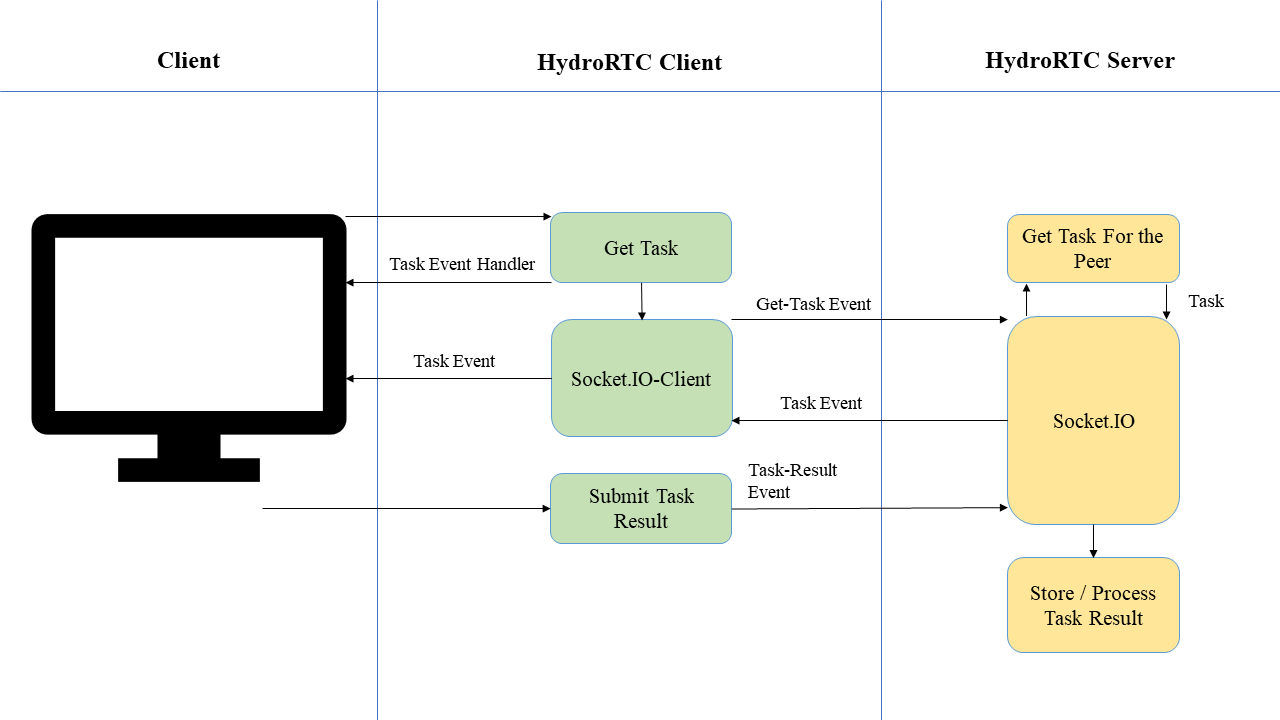 Client
HydroRTC Client
HydroRTC Server
Get Task
Task Event Handler
Get Task For the
Peer
Get-Task Event
Task
Task Event
Socket.IO-Client
Task Event
Socket.IO
Task-Result
Event
Submit Task
Result
Store / Process
Task Result